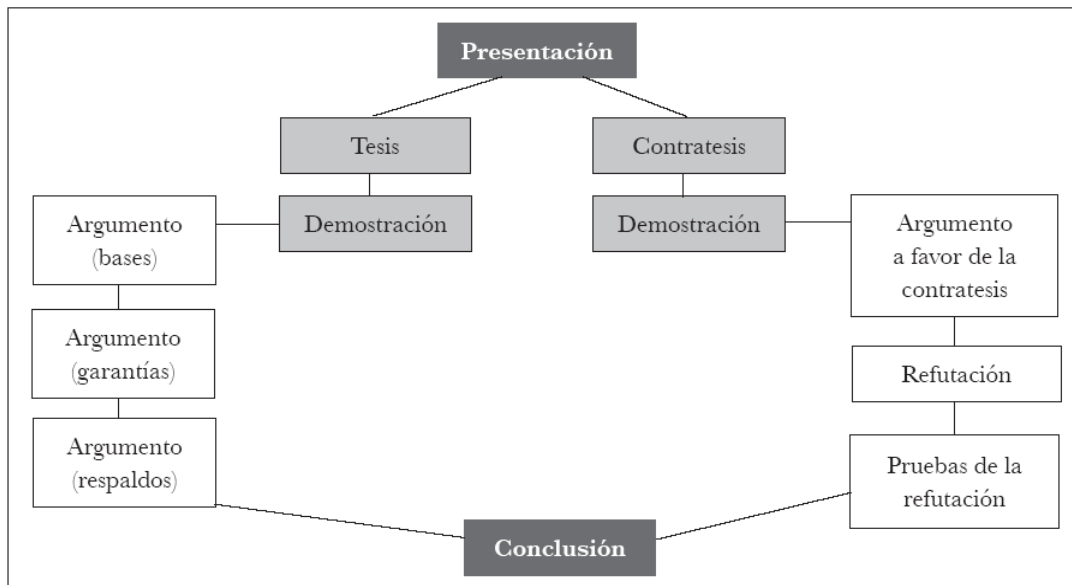 Presentación
Tesis
Contratesis
Demostración
Demostración
Argumento
(bases)
Argumento
a favor de la
contratesis
Argumento
(garantías)
Refutación
Argumento
(respaldos)
Pruebas de la
refutación
Conclusión